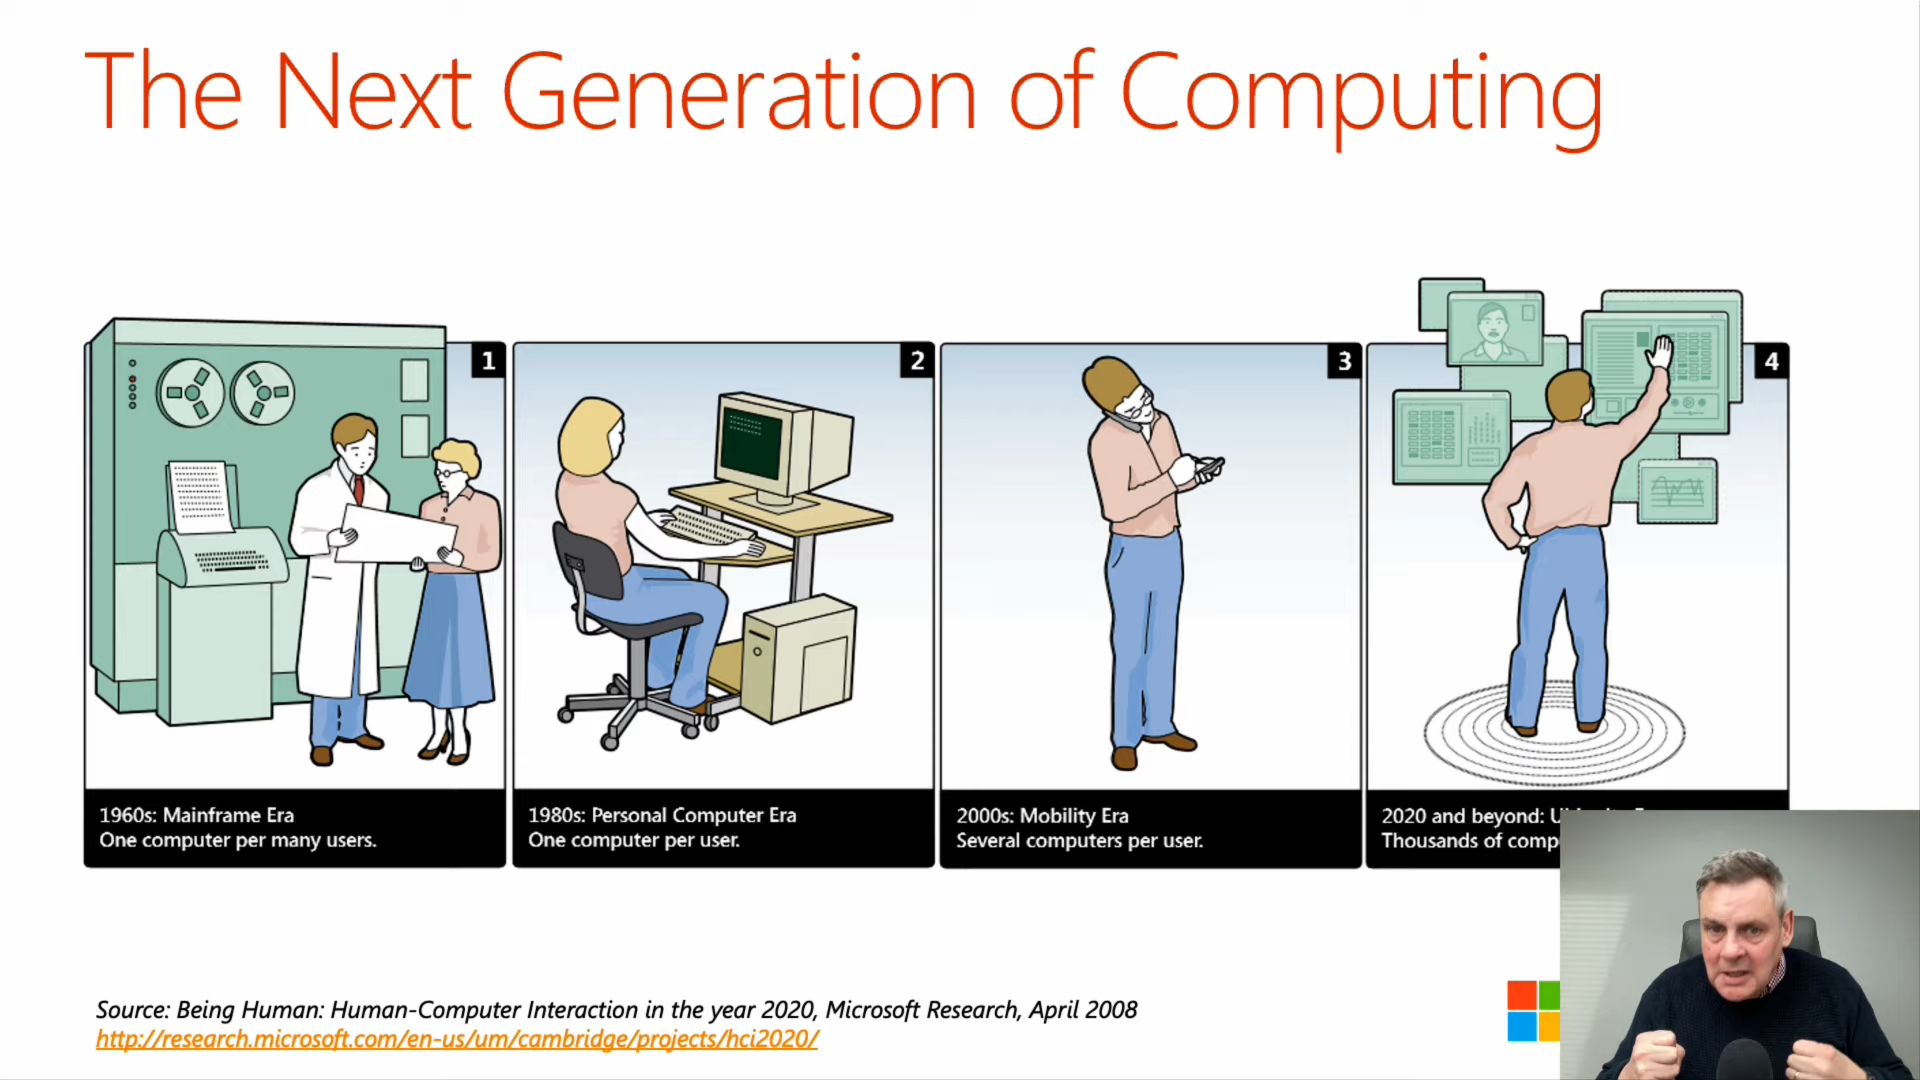 The Next Generation of Computing
1
2
3
4
1960s: Mainframe Era
One computer per many users.
1980s: Personal Computer Era
One computer per user.
2000s: Mobility Era
Several computers per user.
2020 and beyond:
Thousands of
Source: Being Human: Human-Computer Interaction in the year 2020, Microsoft Research, April 2008
http://research.microsoft.com/en-us/um/cambridge/projects/hci2020/